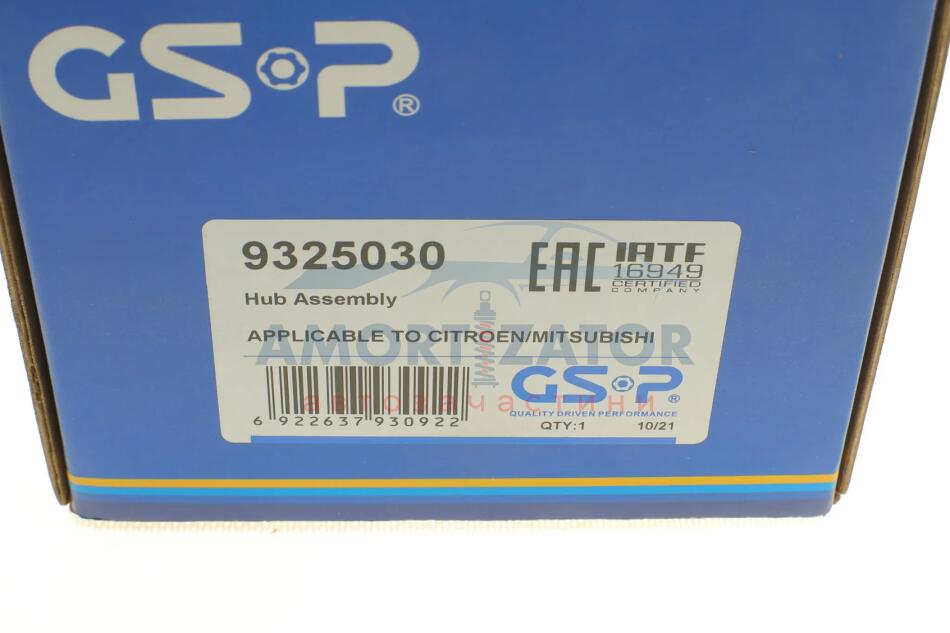 GSP®
9325030
EAC
IATF
16949
CERTIFIED
COMPANY
Hub Assembly
APPLICABLE TO CITROEN/MITSUBISHI
AMORTIZATOR
автозапчастини
GSP®
QUALITY DRIVEN PERFORMANCE
6 922637 930922
QTY:1 10/21